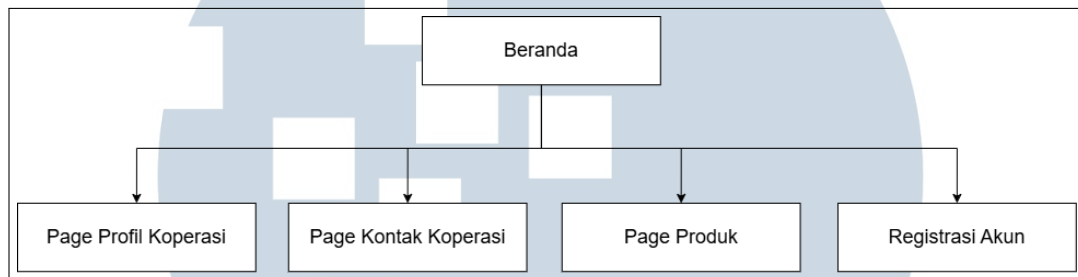 Beranda
Page Profil Koperasi
Page Kontak Koperasi
Page Produk
Registrasi Akun